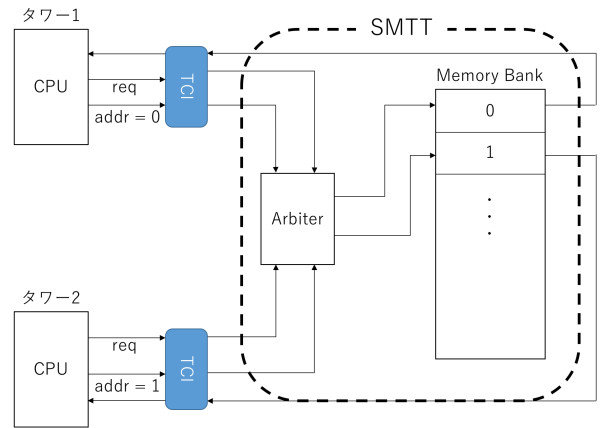 タワー1
CPU
req
addr = 0
TCI
SMTT
Memory Bank
0
1
Arbiter
タワー2
CPU
req
addr = 1
TCI